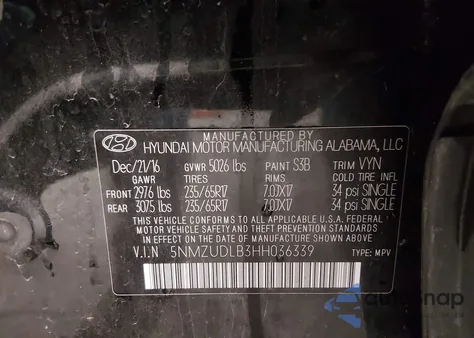 MANUFACTURED BY
HYUNDAI MOTOR MANUFACTURING ALABAMA, LLC
Dec/21/16 GVWR 5026 lbs PAINT S3B TRIM VYN
GAWR TIRES RIMS COLD TIRE INFL
FRONT 2976 lbs 235/65R17 7.0JX17 34 psi SINGLE
REAR 3075 lbs 235/65R17 7.0JX17 34 psi SINGLE
THIS VEHICLE CONFORMS TO ALL APPLICABLE U.S.A. FEDERAL
MOTOR VEHICLE SAFETY AND THEFT PREVENTION STANDARDS
IN EFFECT ON THE DATE OF MANUFACTURE SHOWN ABOVE.
V.I.N 5NMZUDLB3HH036339 TYPE: MPV
AutoSnap